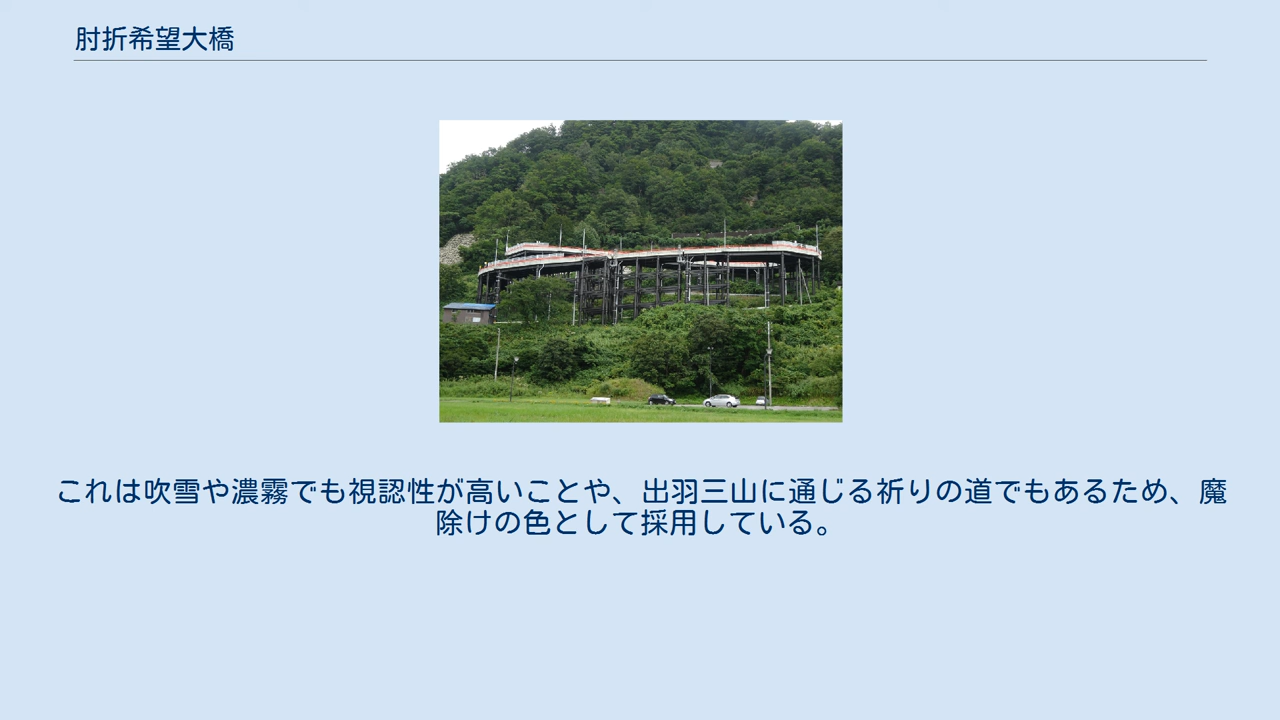 肘折希望大橋
これは吹雪や濃霧でも視認性が高いことや、出羽三山に通じる祈りの道でもあるため、魔
除けの色として採用している。